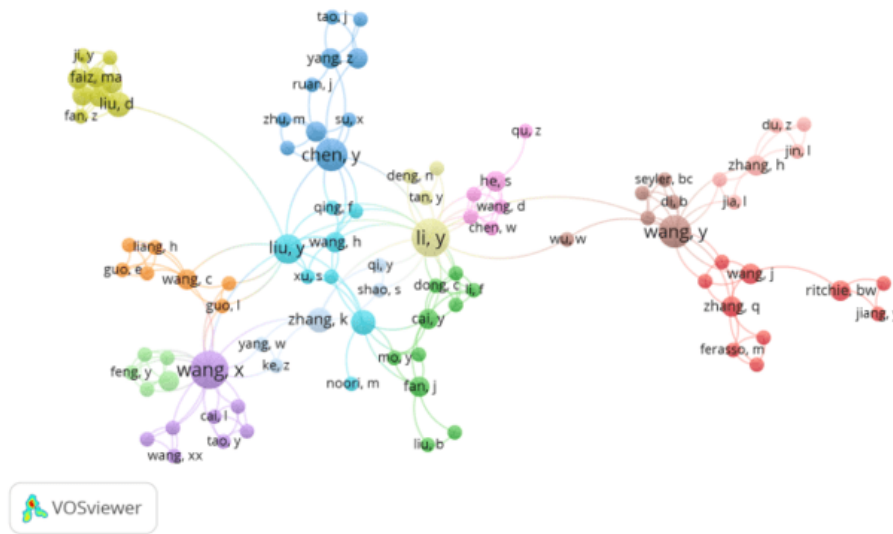 tao, j
ji, y
yang, z
faiz, ma
ruan, j
liu, d
fan, z
zhu, m
su, x
qu, z
du, z
chen, y
jin, l
zhang, h
deng, n
he, s
seyler, bc
di, b
tan, y
wang, d
jia, l
qing, f
chen, w
li, y
wu, w
wang, y
liang, h
liu, y
wang, h
guo, e
wang, c
xu, s
qi, y
dong, c
li, f
wang, j
shao, s
ritchie, bw
guo, l
zhang, k
cai, y
zhang, q
jiang,
yang, w
mo, y
ferasso, m
wang, x
feng, y
ke, z
noori, m
fan, j
cai, l
tao, y
liu, b
wang, xx
VOSviewer